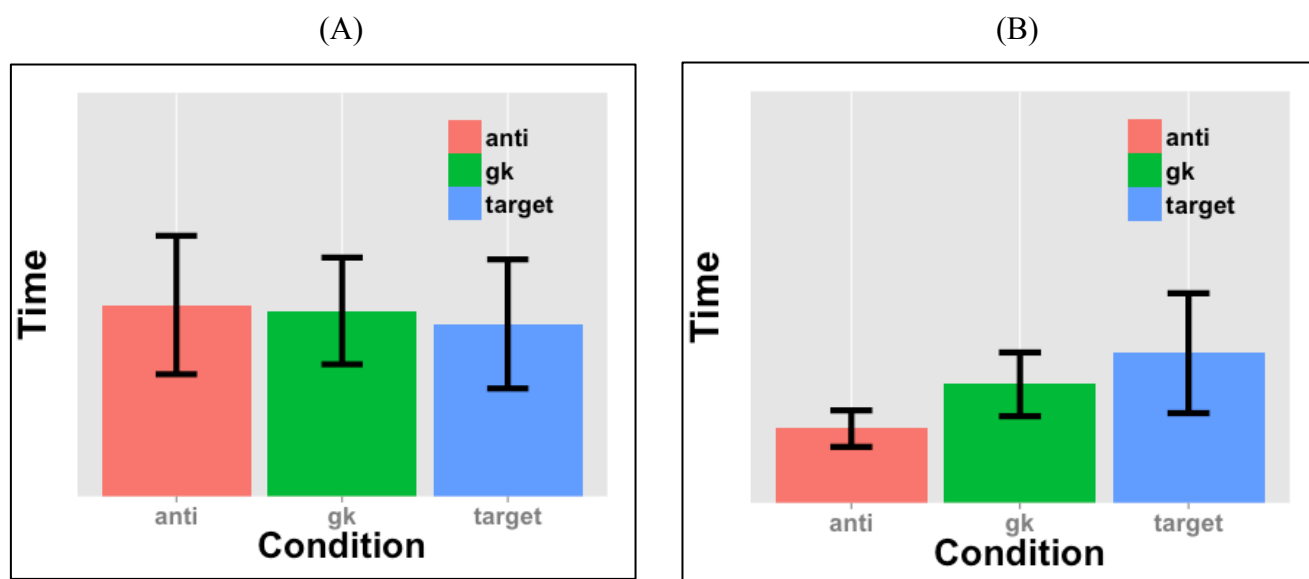 (A)
anti
gk
target
Time
anti gk target
Condition
(B)
anti
gk
target
Time
anti gk target
Condition